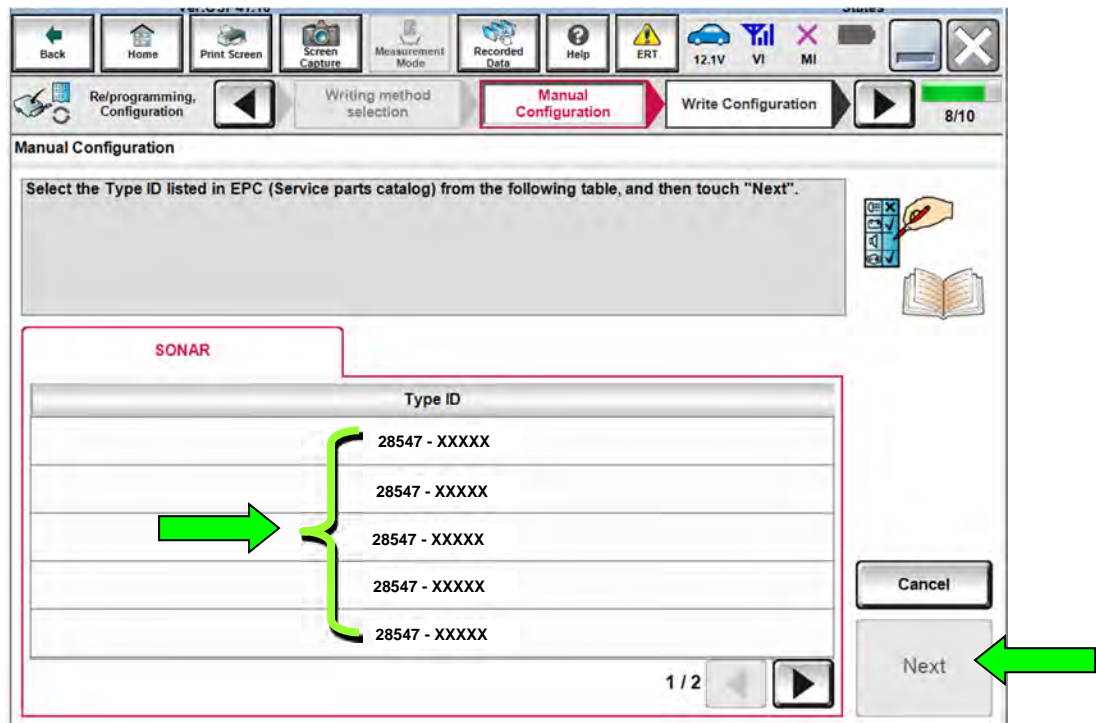 Back
Home
Print Screen
Screen
Capture
Measurement
Mode
Recorded
Data
Help
ERT
12.1V
VI
MI
Re/programming,
Configuration
Writing method
selection
Manual
Configuration
Write Configuration
8/10
Manual Configuration
Select the Type ID listed in EPC (Service parts catalog) from the following table, and then touch "Next".
SONAR
Type ID
28547 - XXXXX
28547 - XXXXX
28547 - XXXXX
28547 - XXXXX
28547 - XXXXX
Cancel
Next
1 / 2